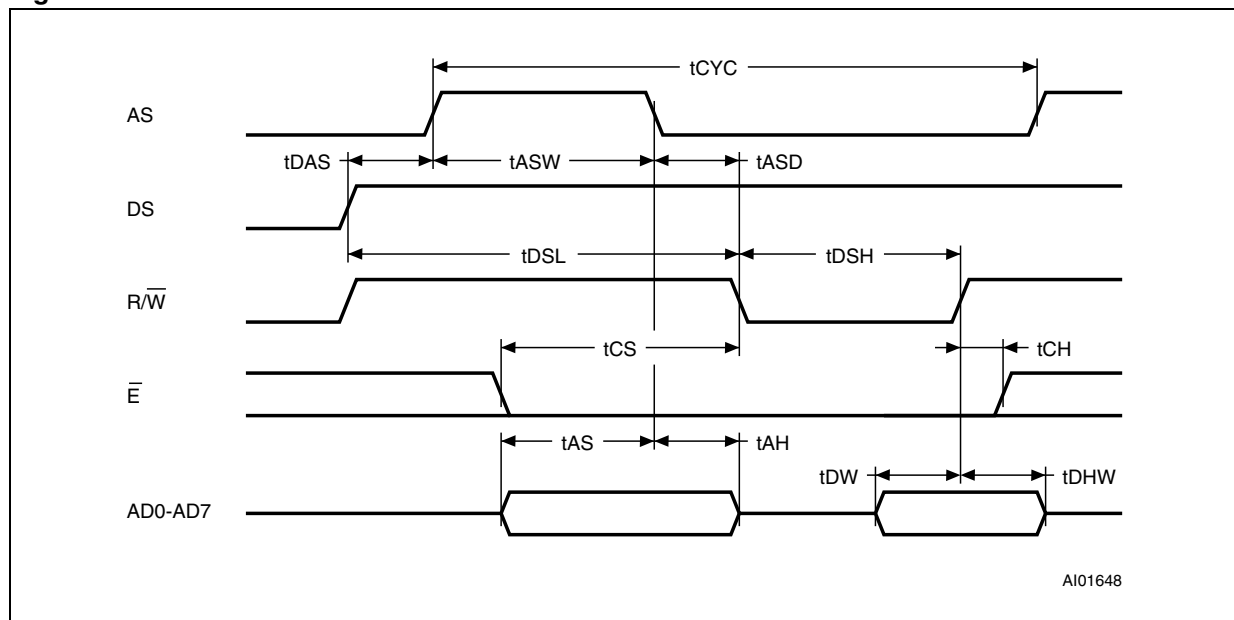 tCYC
AS
tDAS tASW tASD
DS
tDSL tDSH
R/W̅
tCS tCH
E̅
tAS tAH
tDW tDHW
AD0-AD7
AI01648